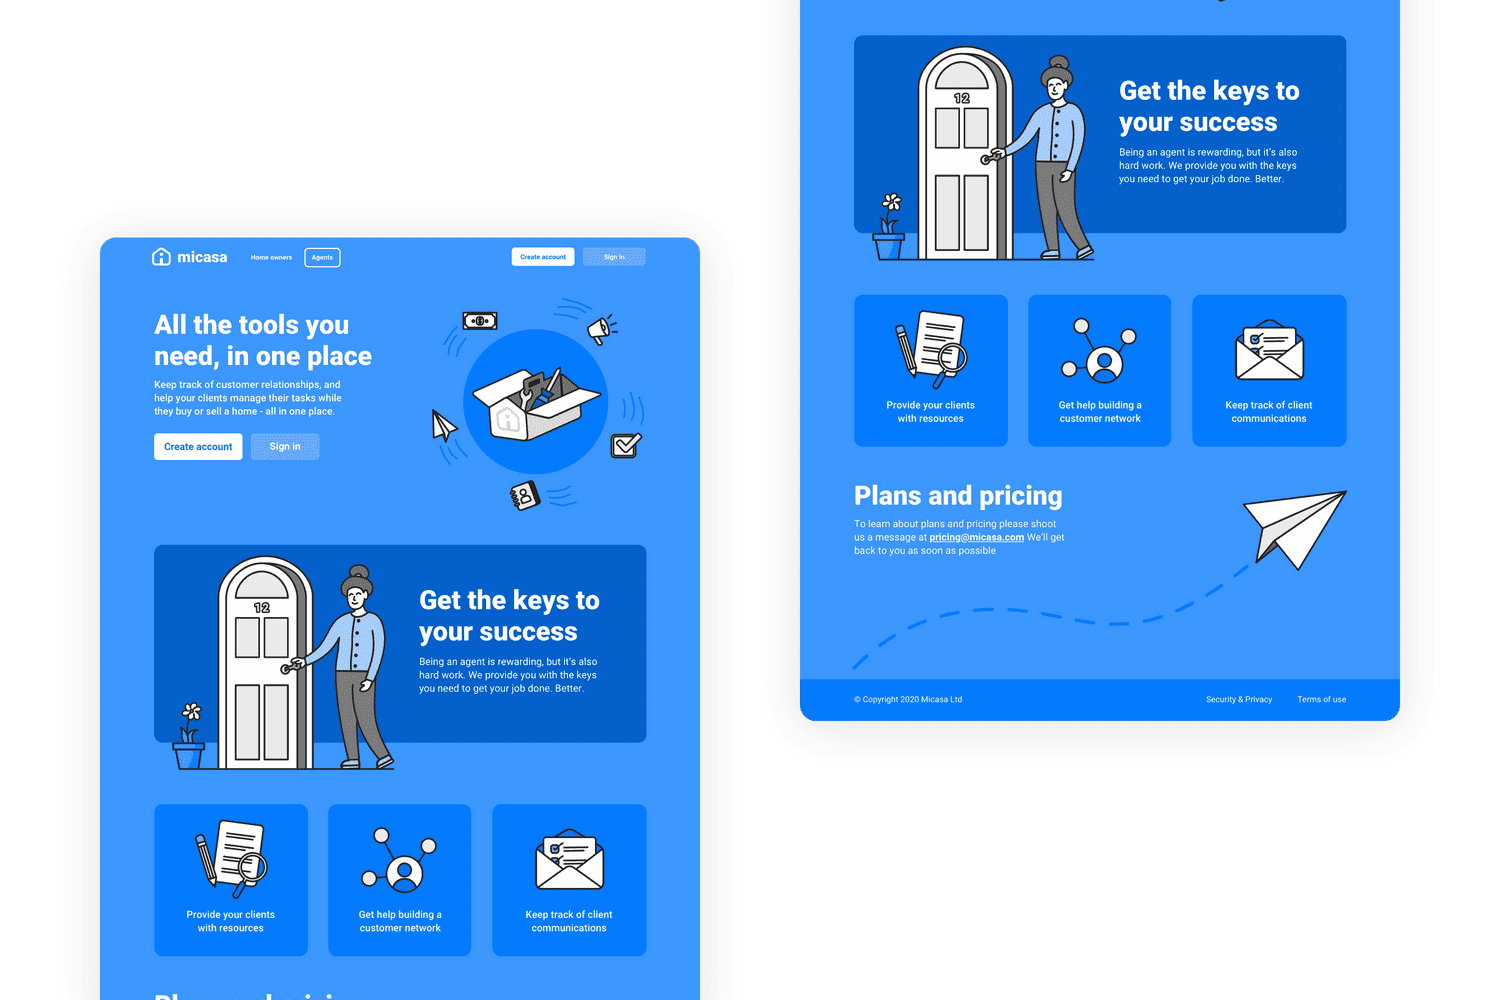 micasa
Home owners
Agents
Create account
Sign in
All the tools you
need, in one place
Keep track of customer relationships, and
help your clients manage their tasks while
they buy or sell a home - all in one place.
Create account
Sign in
12
Get the keys to
your success
Being an agent is rewarding, but it's also
hard work. We provide you with the keys
you need to get your job done. Better.
Provide your clients
with resources
Get help building a
customer network
Keep track of client
communications
12
Get the keys to
your success
Being an agent is rewarding, but it's also
hard work. We provide you with the keys
you need to get your job done. Better.
Provide your clients
with resources
Get help building a
customer network
Keep track of client
communications
Plans and pricing
To learn about plans and pricing please shoot
us a message at pricing@micasa.com We'll get
back to you as soon as possible
© Copyright 2020 Micasa Ltd
Security & Privacy
Terms of use